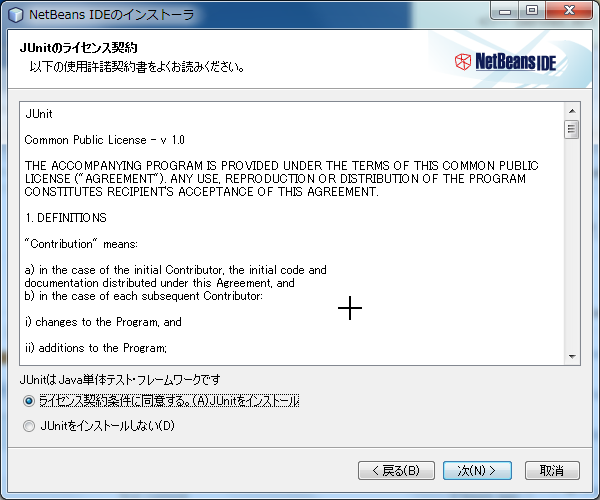 NetBeans IDEのインストーラ
JUnitのライセンス契約
以下の使用許諾契約書をよくお読みください。
NetBeans IDE
JUnit
Common Public License - v 1.0
THE ACCOMPANYING PROGRAM IS PROVIDED UNDER THE TERMS OF THIS COMMON PUBLIC
LICENSE ("AGREEMENT"). ANY USE, REPRODUCTION OR DISTRIBUTION OF THE PROGRAM
CONSTITUTES RECIPIENT'S ACCEPTANCE OF THIS AGREEMENT.
1. DEFINITIONS
"Contribution" means:
a) in the case of the initial Contributor, the initial code and
documentation distributed under this Agreement, and
b) in the case of each subsequent Contributor:
i) changes to the Program, and
ii) additions to the Program;
JUnitは Java単体テスト・フレームワークです
ライセンス契約条件に同意する。(A)JUnitをインストール
JUnitをインストールしない(D)
< 戻る(B)
次(N) >
取消